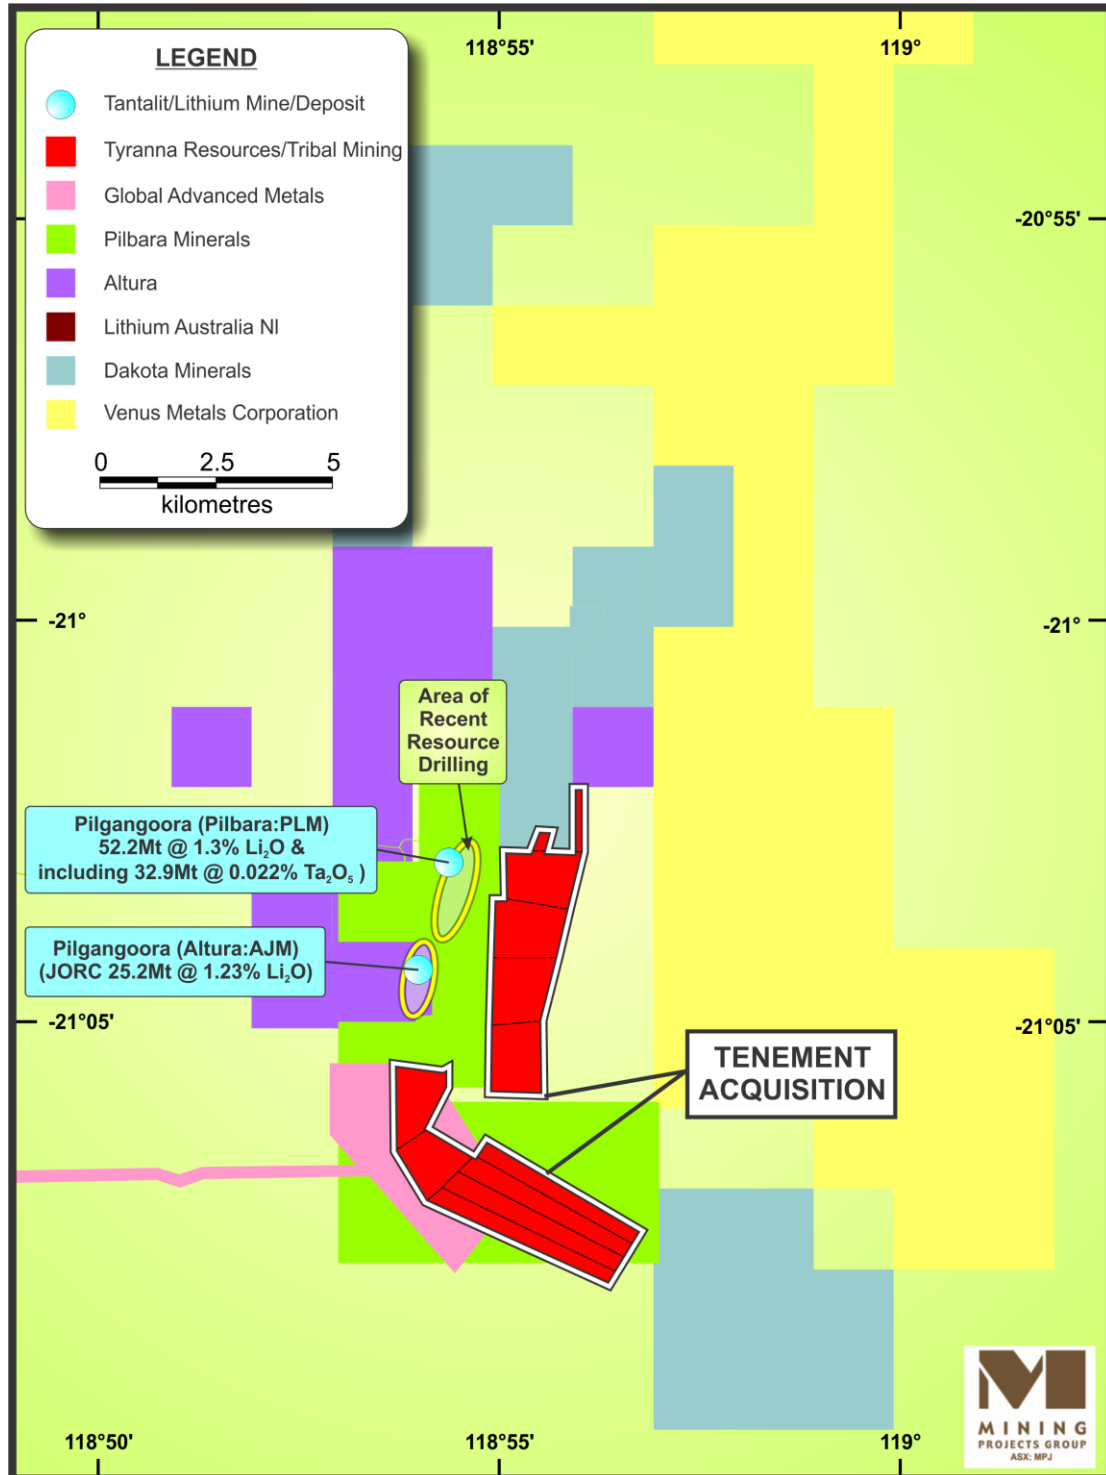 118°55'
119°
LEGEND
Tantalit/Lithium Mine/Deposit
Tyranna Resources/Tribal Mining
Global Advanced Metals
Pilbara Minerals
Altura
Lithium Australia Nl
Dakota Minerals
Venus Metals Corporation
0 2.5 5
kilometres
-20°55'
-21°
-21°
Area of
Recent
Resource
Drilling
Pilgangoora (Pilbara:PLM)
52.2Mt @ 1.3% Li₂O &
including 32.9Mt @ 0.022% Ta₂O₅ )
Pilgangoora (Altura:AJM)
(JORC 25.2Mt @ 1.23% Li₂O)
-21°05'
-21°05'
TENEMENT
ACQUISITION
118°50'
118°55'
119°
MINING
PROJECTS GROUP
ASX: MPJ